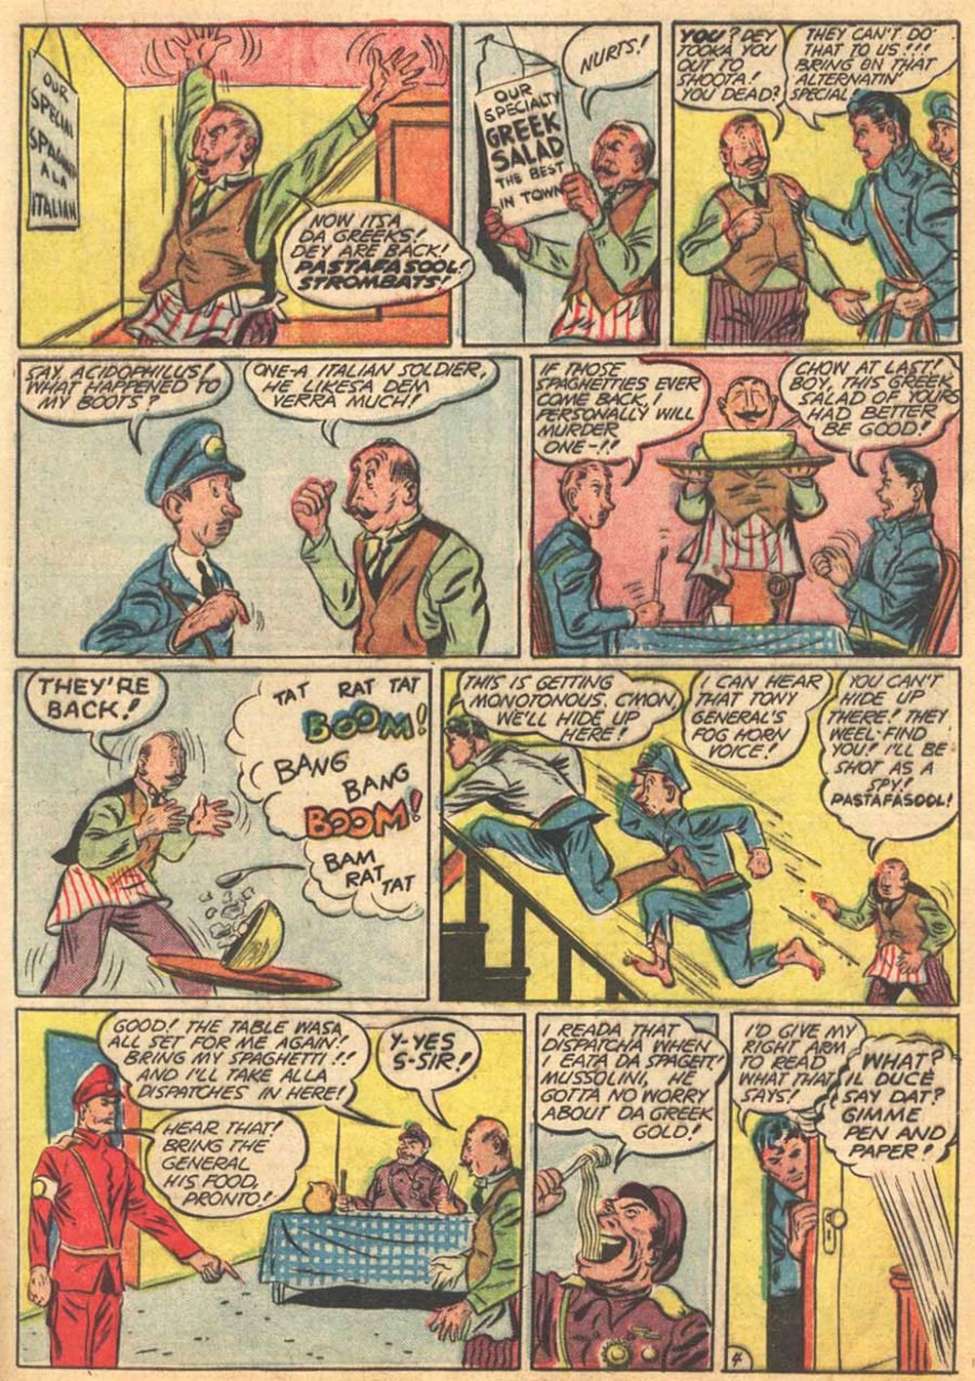 OUR
SPECIAL
SPAGHETTI
A LA
ITALIAN
NOW ITSA
DA GREEKS!
DEY ARE BACK!
PASTAFASOOL!
STROMBATS!
OUR
SPECIALTY
GREEK
SALAD
THE BEST
IN TOWN
NURTS!
YOU? DEY
TOOKA YOU
OUT TO
SHOOTA!
YOU DEAD?
THEY CAN'T DO
THAT TO US!!!
BRING ON THAT
ALTERNATIN'
SPECIAL!
SAY, ACIDOPHILUS!
WHAT HAPPENED TO
MY BOOTS?
ONE-A ITALIAN SOLDIER,
HE LIKESA DEM
VERRA MUCH!
IF THOSE
SPAGHETTIES EVER
COME BACK, I
PERSONALLY WILL
MURDER
ONE-!!
CHOW AT LAST!
BOY, THIS GREEK
SALAD OF YOURS
HAD BETTER
BE GOOD!
THEY'RE
BACK!
TAT RAT TAT
BOOM!
BANG
BANG
BOOM!
BAM
RAT
TAT
THIS IS GETTING
MONOTONOUS. C'MON,
WE'LL HIDE UP
HERE!
I CAN HEAR
THAT TONY
GENERAL'S
FOG HORN
VOICE!
YOU CAN'T
HIDE UP
THERE! THEY
WEEL-FIND
YOU! I'LL BE
SHOT AS A
SPY!
PASTAFASOOL!
GOOD! THE TABLE WASA
ALL SET FOR ME AGAIN!
BRING MY SPAGHETTI!!
AND I'LL TAKE ALLA
DISPATCHES IN HERE!
Y-YES
S-SIR!
HEAR THAT!
BRING THE
GENERAL
HIS FOOD,
PRONTO!
I READA THAT
DISPATCHA WHEN
I EATA DA SPAGETT!
MUSSOLINI, HE
GOTTA NO WORRY
ABOUT DA GREEK
GOLD!
I'D GIVE MY
RIGHT ARM
TO READ
WHAT THAT
SAYS!
WHAT?
IL DUCE
SAY DAT?
GIMME
PEN AND
PAPER!
4